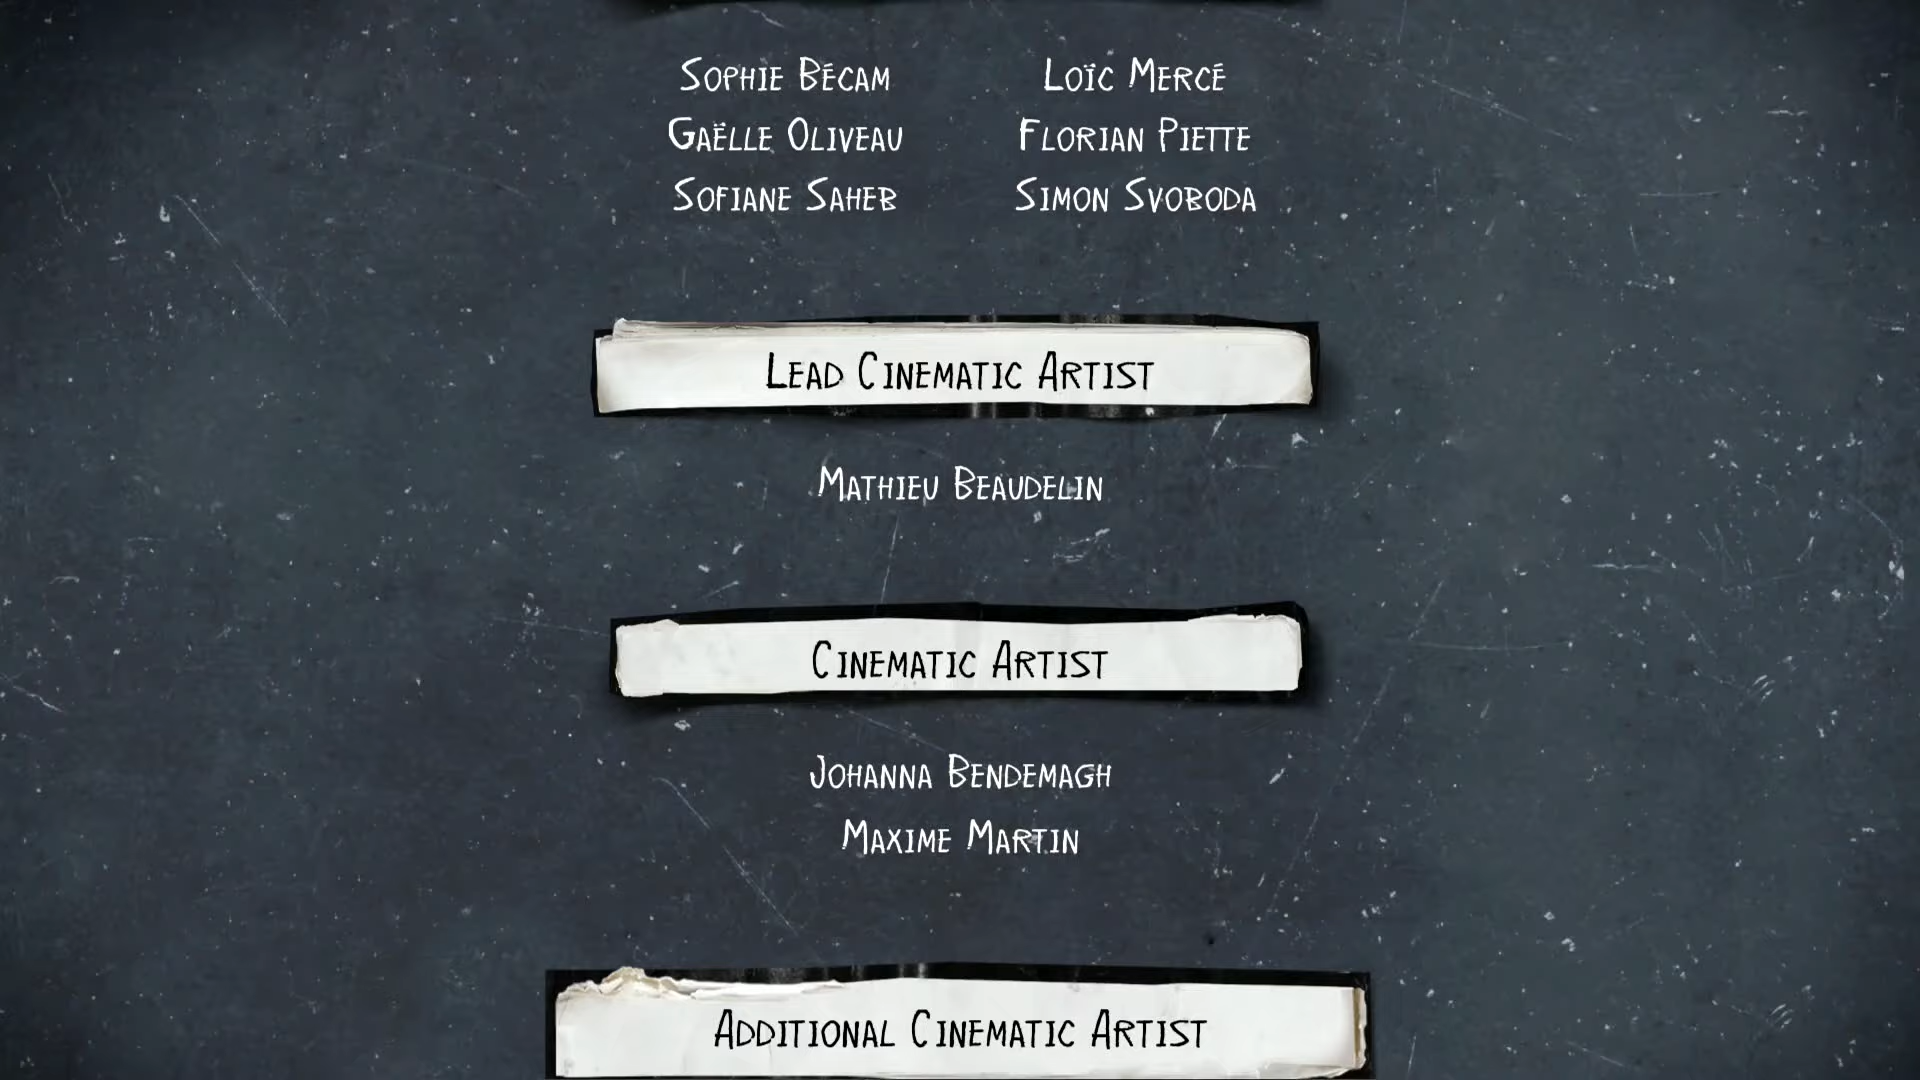 Sophie Bécam Loïc Mercé
Gaëlle Oliveau Florian Piette
Sofiane Saheb Simon Svoboda
Lead Cinematic Artist
Mathieu Beaudelin
Cinematic Artist
Johanna Bendemagh
Maxime Martin
Additional Cinematic Artist